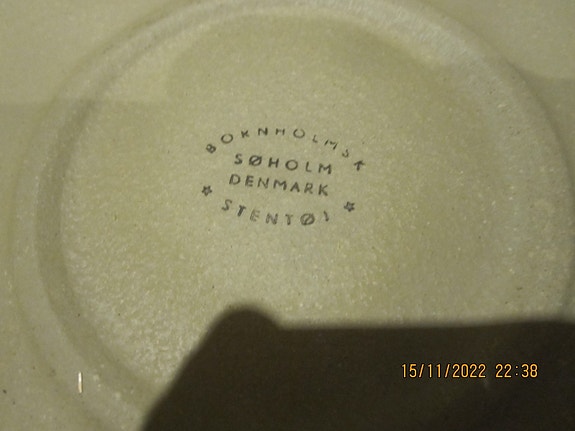 BORNHOLMSK
SØHOLM
DENMARK
STENTØJ
15/11/2022 22:38